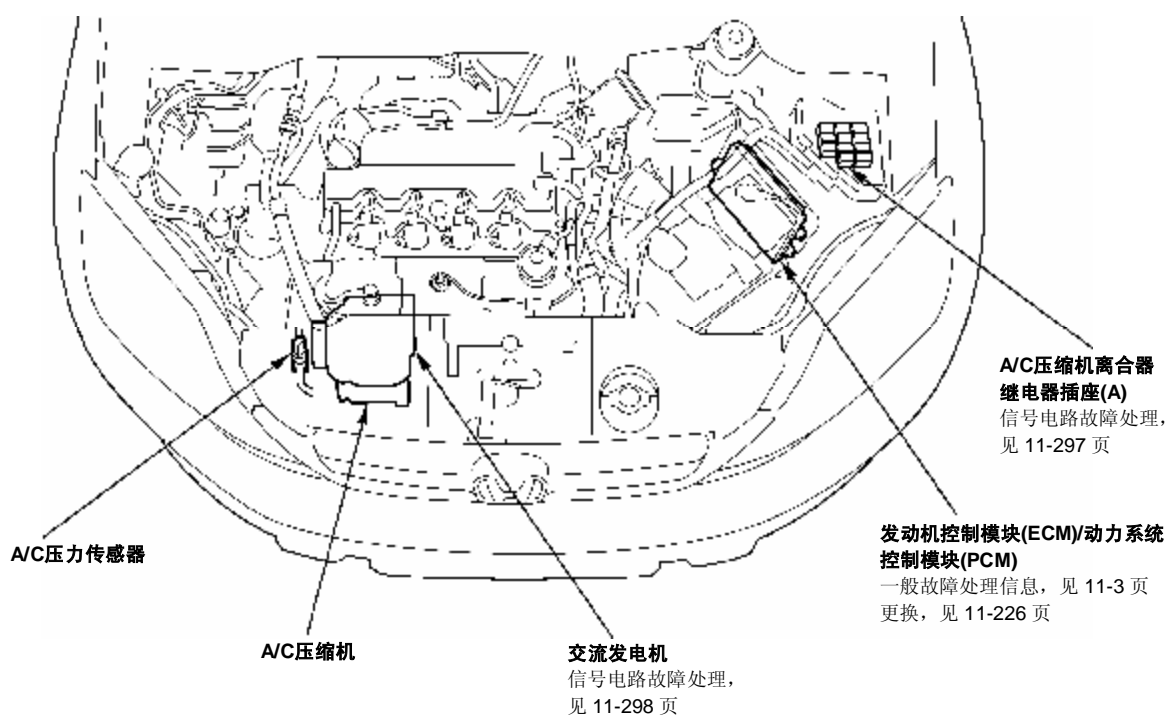 A/C压缩机离合器
继电器插座(A)
信号电路故障处理，
见 11-297 页
发动机控制模块(ECM)/动力系统
控制模块(PCM)
一般故障处理信息，见 11-3 页
更换，见 11-226 页
A/C压力传感器
A/C压缩机
交流发电机
信号电路故障处理，
见 11-298 页